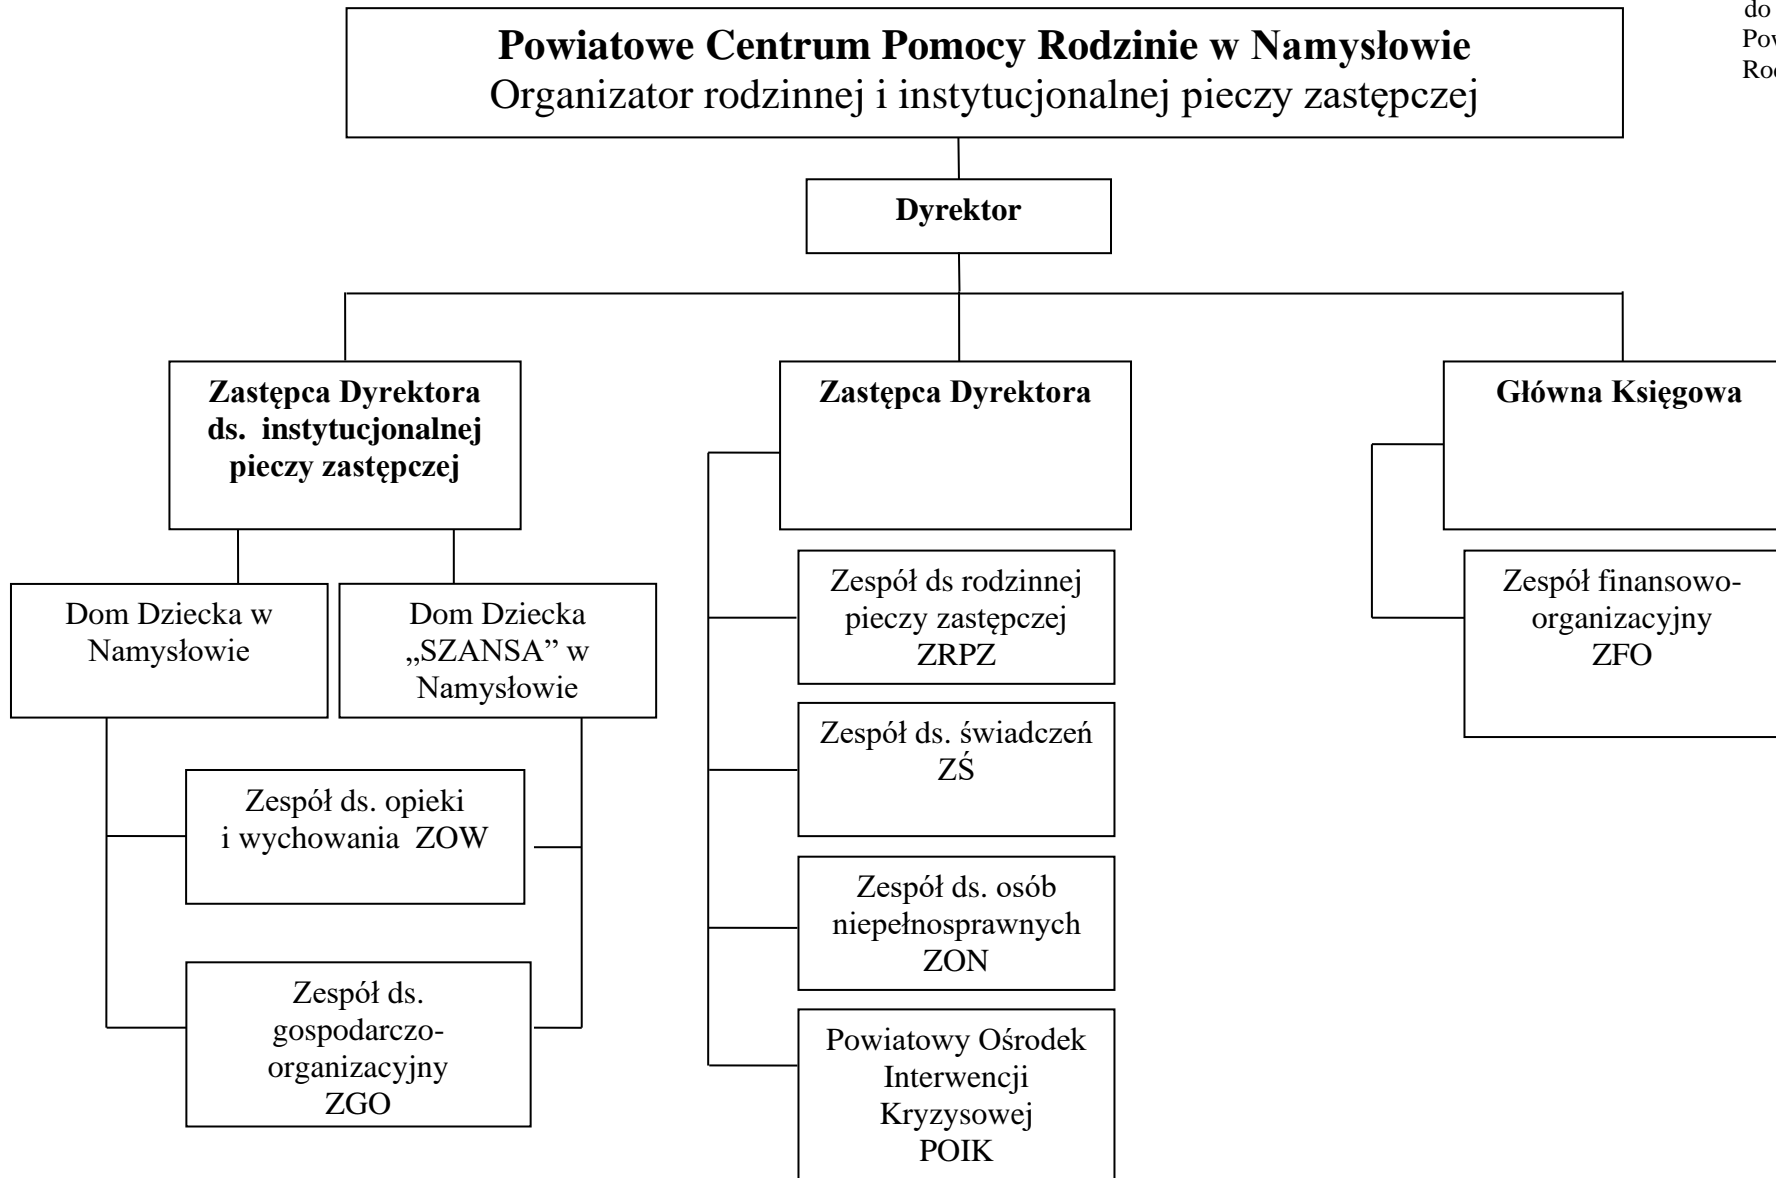 Powiatowe Centrum Pomocy Rodzinie w Namysłowie
Organizator rodzinnej i instytucjonalnej pieczy zastępczej
do
Dyrektor
Zastępca Dyrektora
ds. instytucjonalnej
pieczy zastępczej
Zastępca Dyrektora
Główna Księgowa
Dom Dziecka w
Namysłowie
Dom Dziecka
„SZANSA” w
Namysłowie
Zespół ds. opieki
i wychowania ZOW
Zespół ds.
gospodarczo-
organizacyjny
ZGO
Zespół ds rodzinnej
pieczy zastępczej
ZRPZ
Zespół ds. świadczeń
ZŚ
Zespół ds. osób
niepełnosprawnych
ZON
Powiatowy Ośrodek
Interwencji
Kryzysowej
POIK
Zespół finansowo-
organizacyjny
ZFO